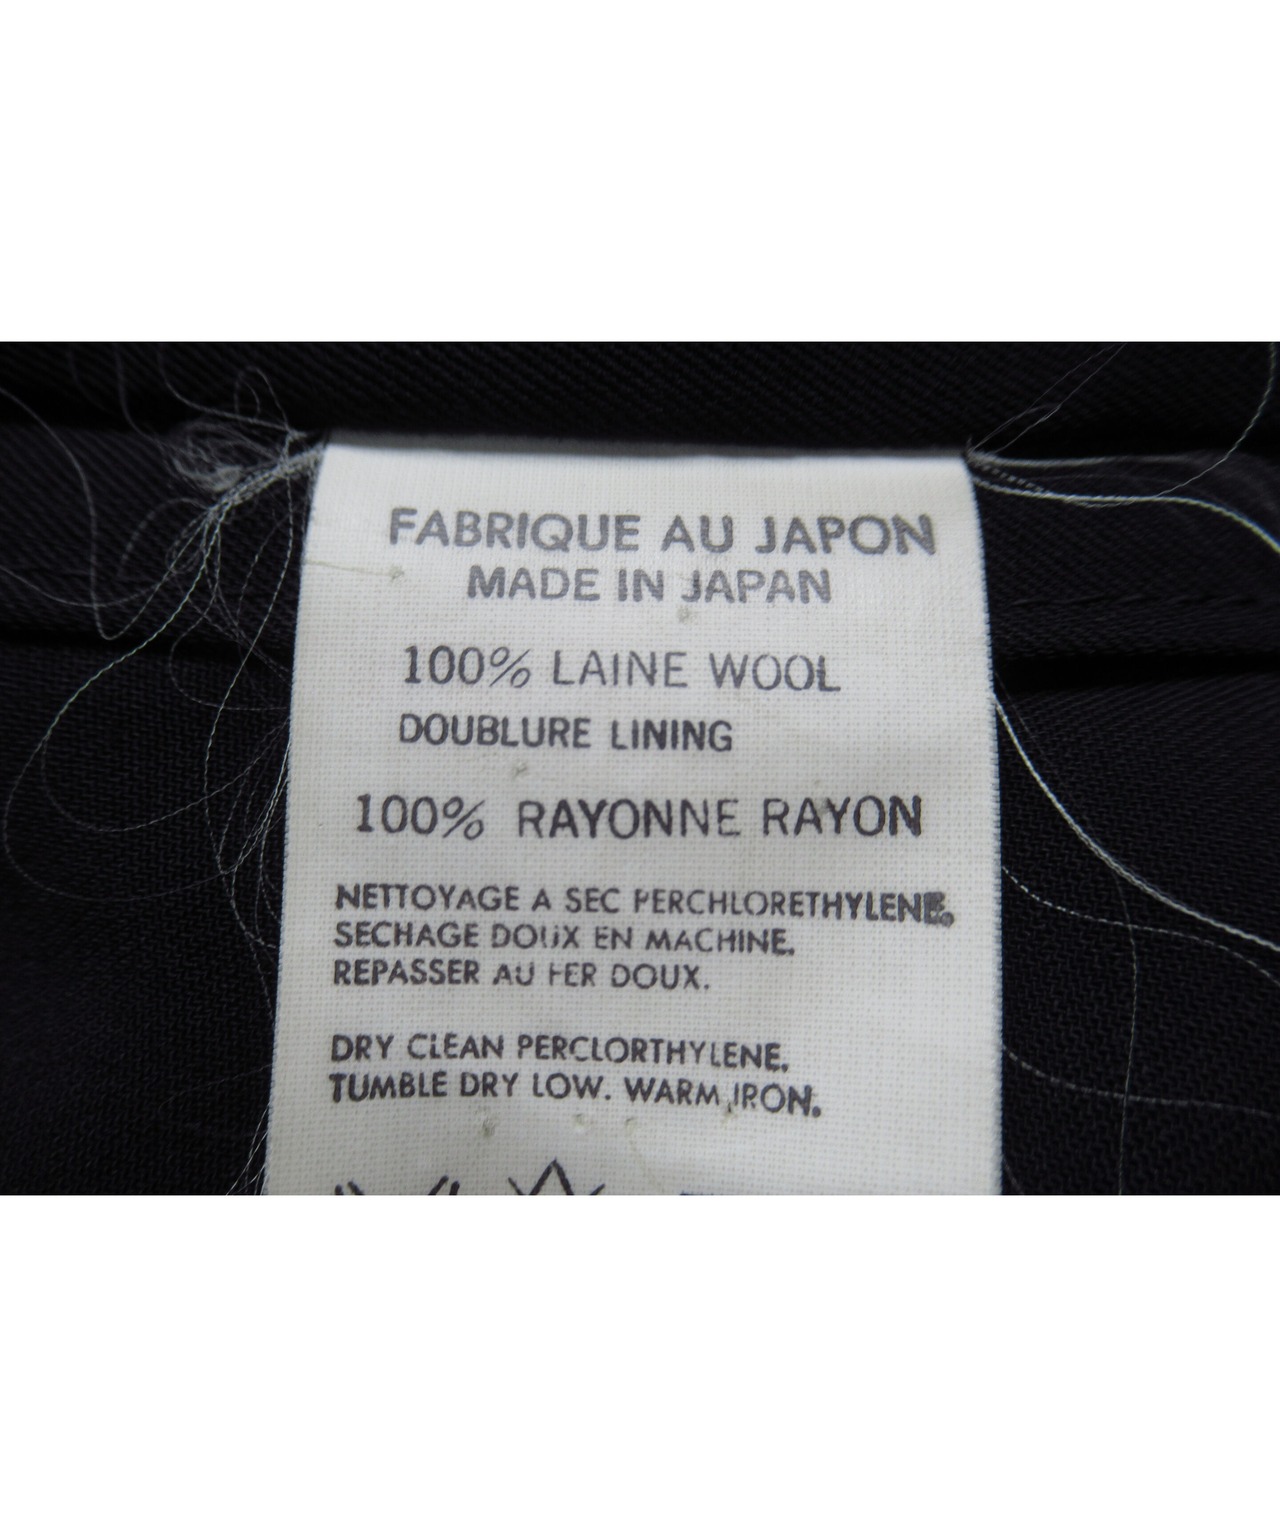 FABRIQUE AU JAPON
MADE IN JAPAN
100% LAINE WOOL
DOUBLURE LINING
100% RAYONNE RAYON
NETTOYAGE A SEC PERCHLORETHYLENE.
SECHAGE DOUX EN MACHINE.
REPASSER AU FER DOUX.
DRY CLEAN PERCLORTHYLENE.
TUMBLE DRY LOW. WARM IRON.